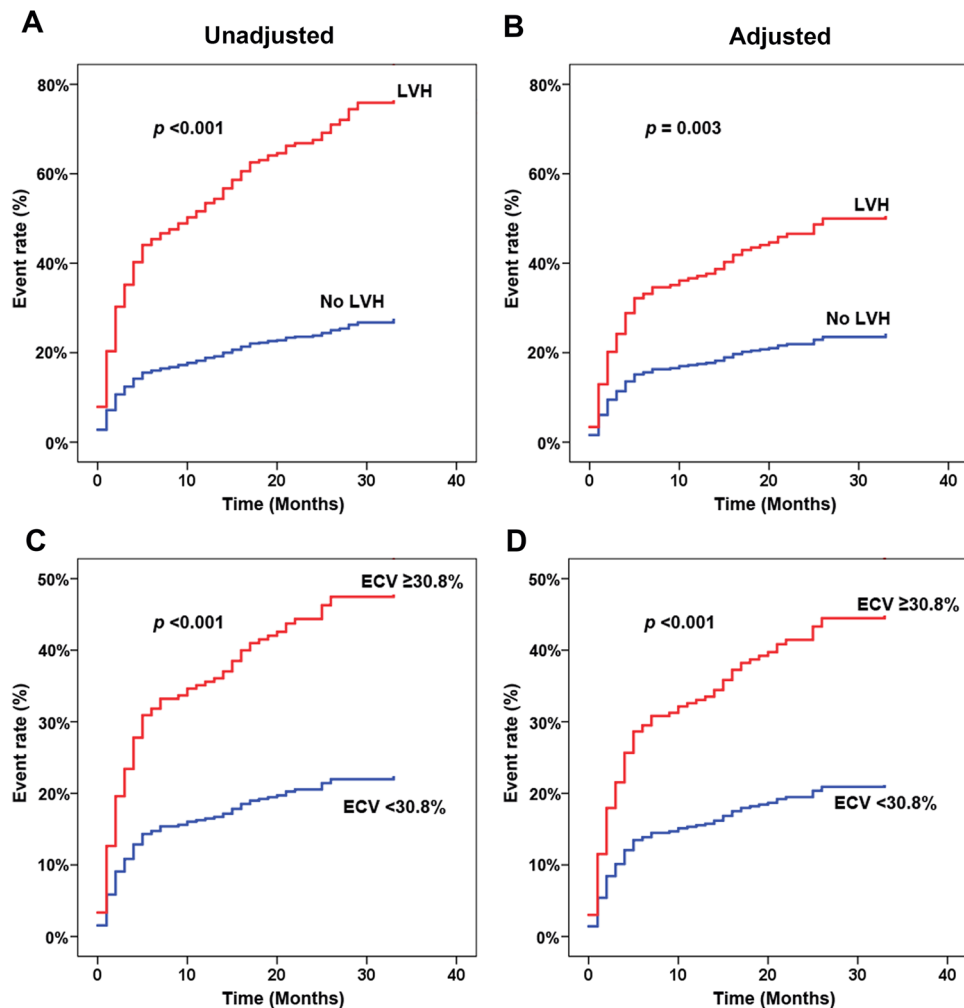 A
Unadjusted
B
Adjusted
80%
60%
40%
20%
0%
Event rate (%)
p <0.001
LVH
No LVH
0
10
20
30
40
Time (Months)
80%
60%
40%
20%
0%
Event rate (%)
p = 0.003
LVH
No LVH
0
10
20
30
40
Time (Months)
C
50%
40%
30%
20%
10%
0%
Event rate (%)
p <0.001
ECV ≥30.8%
ECV <30.8%
0
10
20
30
40
Time (Months)
D
50%
40%
30%
20%
10%
0%
Event rate (%)
p <0.001
ECV ≥30.8%
ECV <30.8%
0
10
20
30
40
Time (Months)